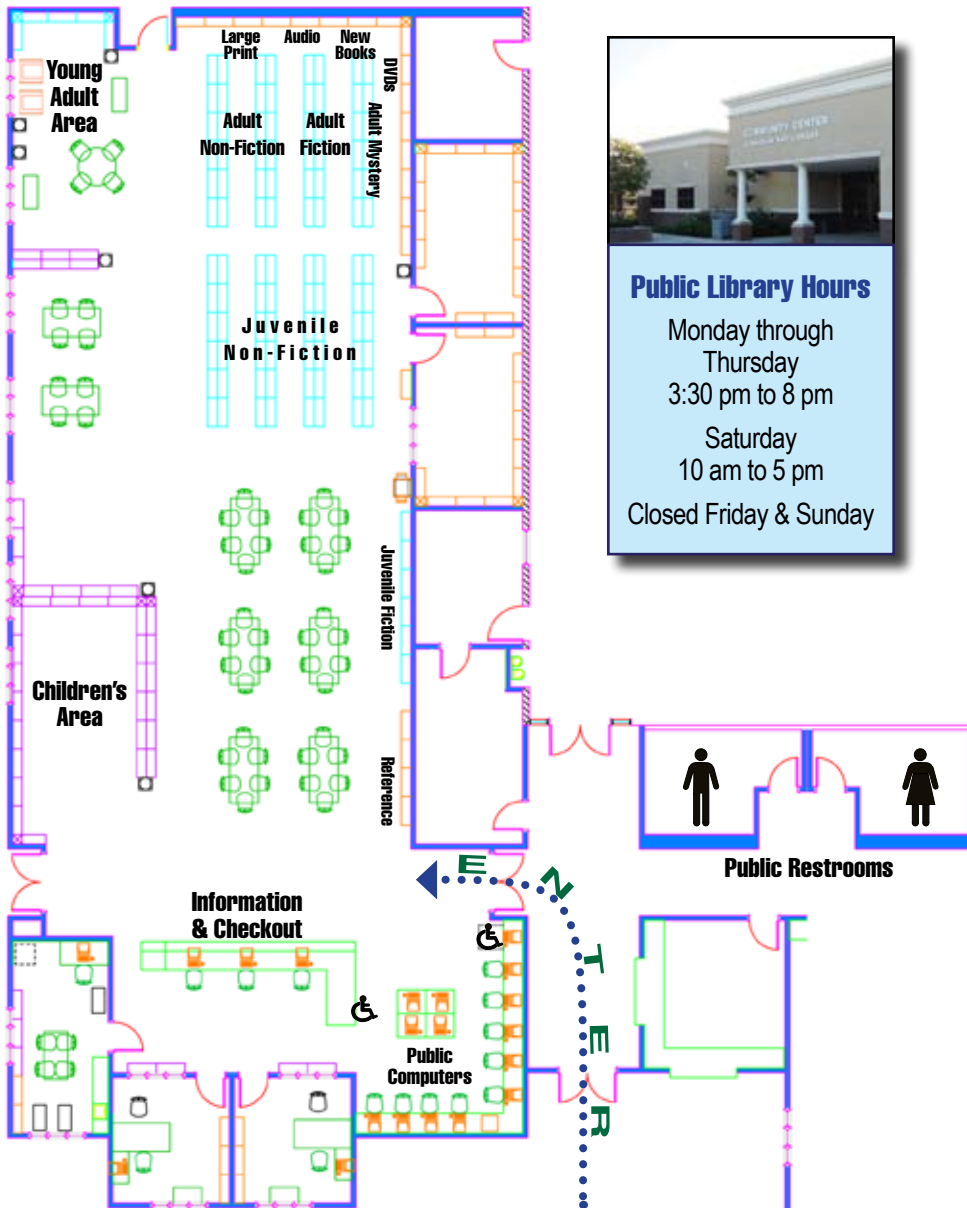 Large
Print
Audio
New
Books
DVDs
Young
Adult
Area
Adult
Non-Fiction
Adult
Fiction
Adult Mystery
COMMUNITY CENTER
Public Library Hours
Monday through
Thursday
3:30 pm to 8 pm
Saturday
10 am to 5 pm
Closed Friday & Sunday
Juvenile
Non-Fiction
Juvenile Fiction
Children's
Area
Reference
Public Restrooms
ENTER
Information
& Checkout
Public
Computers